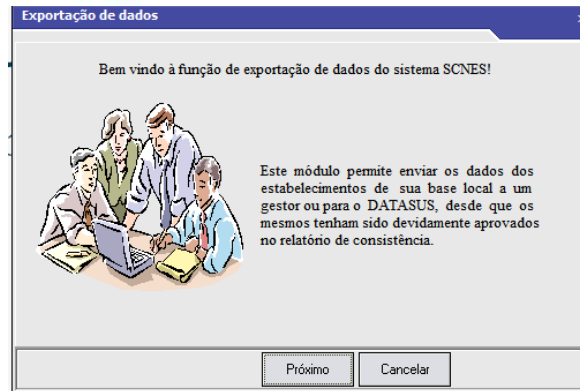 Exportação de dados
Bem vindo à função de exportação de dados do sistema SCNES!
Este módulo permite enviar os dados dos
estabelecimentos de sua base local a um
gestor ou para o DATASUS, desde que os
mesmos tenham sido devidamente aprovados
no relatório de consistência.
Próximo
Cancelar